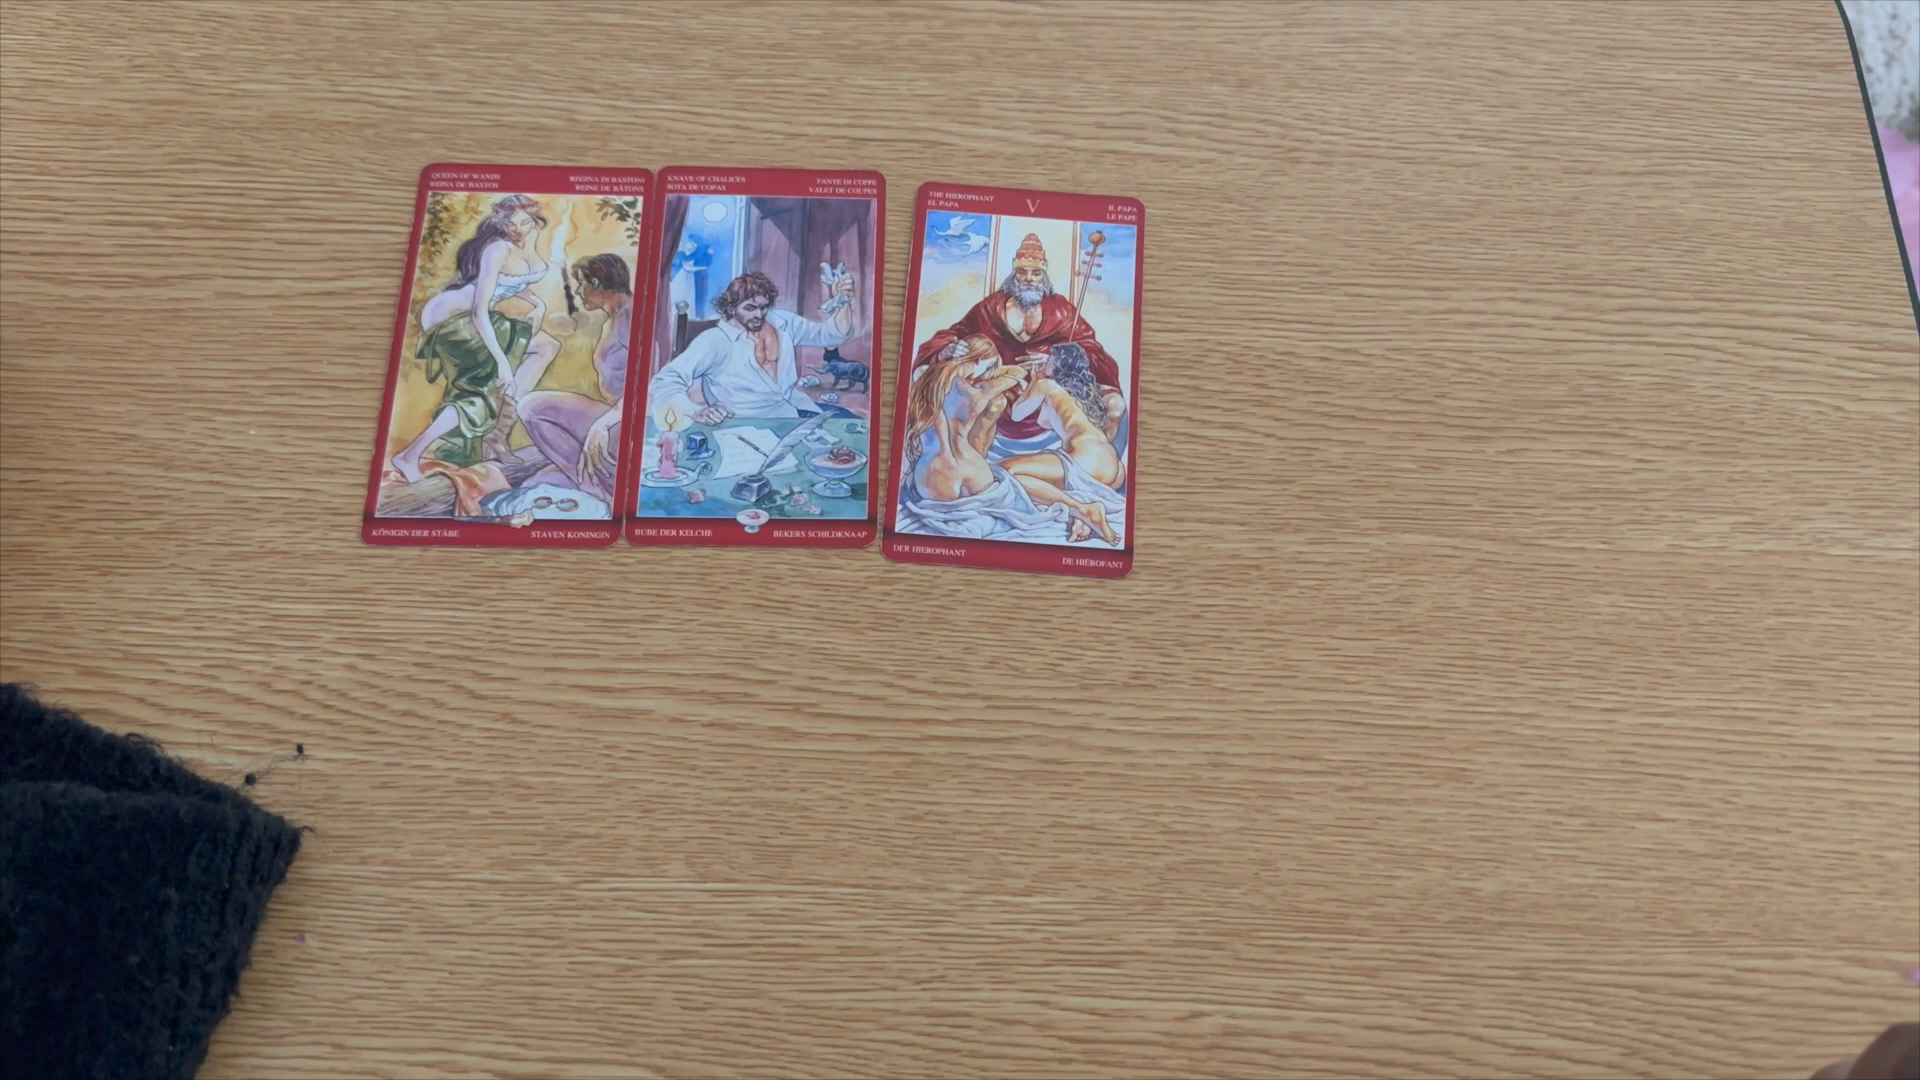 QUEEN OF WANDS
REINA DE BASTOS
REGINA DI BASTONI
REINE DE BÂTONS
KÖNIGIN DER STÄBE
STAVEN KONINGIN
KNAVE OF CHALICES
SOTA DE COPAS
FANTE DI COPPE
VALET DE COUPES
BUBE DER KELCHE
BEKERS SCHILDKNAAP
THE HIEROPHANT
EL PAPA
V
IL PAPA
LE PAPE
DER HIEROPHANT
DE HIËROFANT